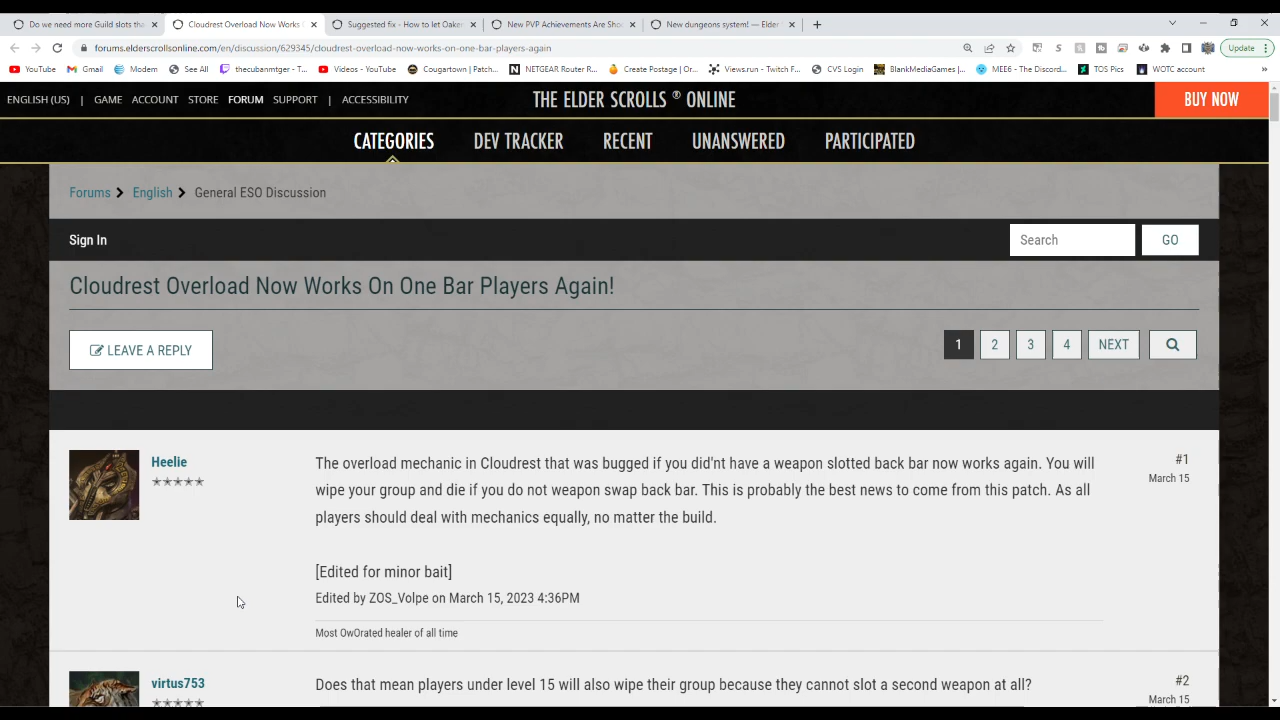 Do we need more Guild slots tha
Cloudrest Overload Now Works
Suggested fix - How to let Oaken
New PVP Achievements Are Sho
New dungeons system! — Elder
forums.elderscrollsonline.com/en/discussion/629345/cloudrest-overload-now-works-on-one-bar-players-again
Update
YouTube
Gmail
Modem
See All
thecubanmtger - T...
Videos - YouTube
Cougartown | Patch...
NETGEAR Router R...
Create Postage | Or...
Views.run - Twitch F...
CVS Login
BlankMediaGames |...
MEE6 - The Discord...
TOS Pics
WOTC account
»
ENGLISH (US) | GAME ACCOUNT STORE FORUM SUPPORT | ACCESSIBILITY
THE ELDER SCROLLS ® ONLINE
BUY NOW
CATEGORIES DEV TRACKER RECENT UNANSWERED PARTICIPATED
Forums English General ESO Discussion
Sign In
Search
GO
Cloudrest Overload Now Works On One Bar Players Again!
LEAVE A REPLY
1 2 3 4 NEXT
Heelie
The overload mechanic in Cloudrest that was bugged if you did'nt have a weapon slotted back bar now works again. You will
wipe your group and die if you do not weapon swap back bar. This is probably the best news to come from this patch. As all
players should deal with mechanics equally, no matter the build.
#1
March 15
[Edited for minor bait]
Edited by ZOS_Volpe on March 15, 2023 4:36PM
Most OwOrated healer of all time
virtus753
Does that mean players under level 15 will also wipe their group because they cannot slot a second weapon at all?
#2
March 15